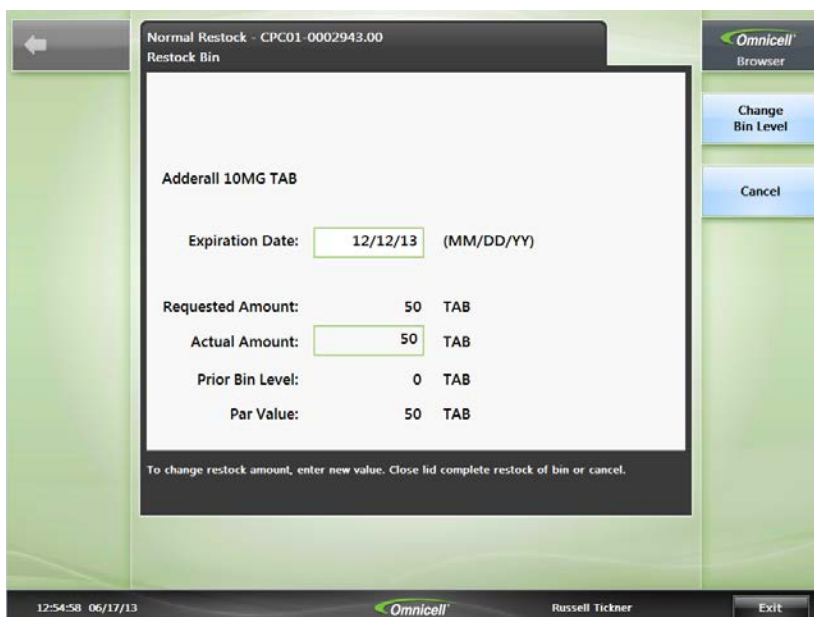 Normal Restock - CPC01-0002943.00
Restock Bin
Omnicell
Browser
Change
Bin Level
Cancel
Adderall 10MG TAB
Expiration Date: 12/12/13 (MM/DD/YY)
Requested Amount: 50 TAB
Actual Amount: 50 TAB
Prior Bin Level: 0 TAB
Par Value: 50 TAB
To change restock amount, enter new value. Close lid complete restock of bin or cancel.
12:54:58 06/17/13 Omnicell Russell Tickner Exit